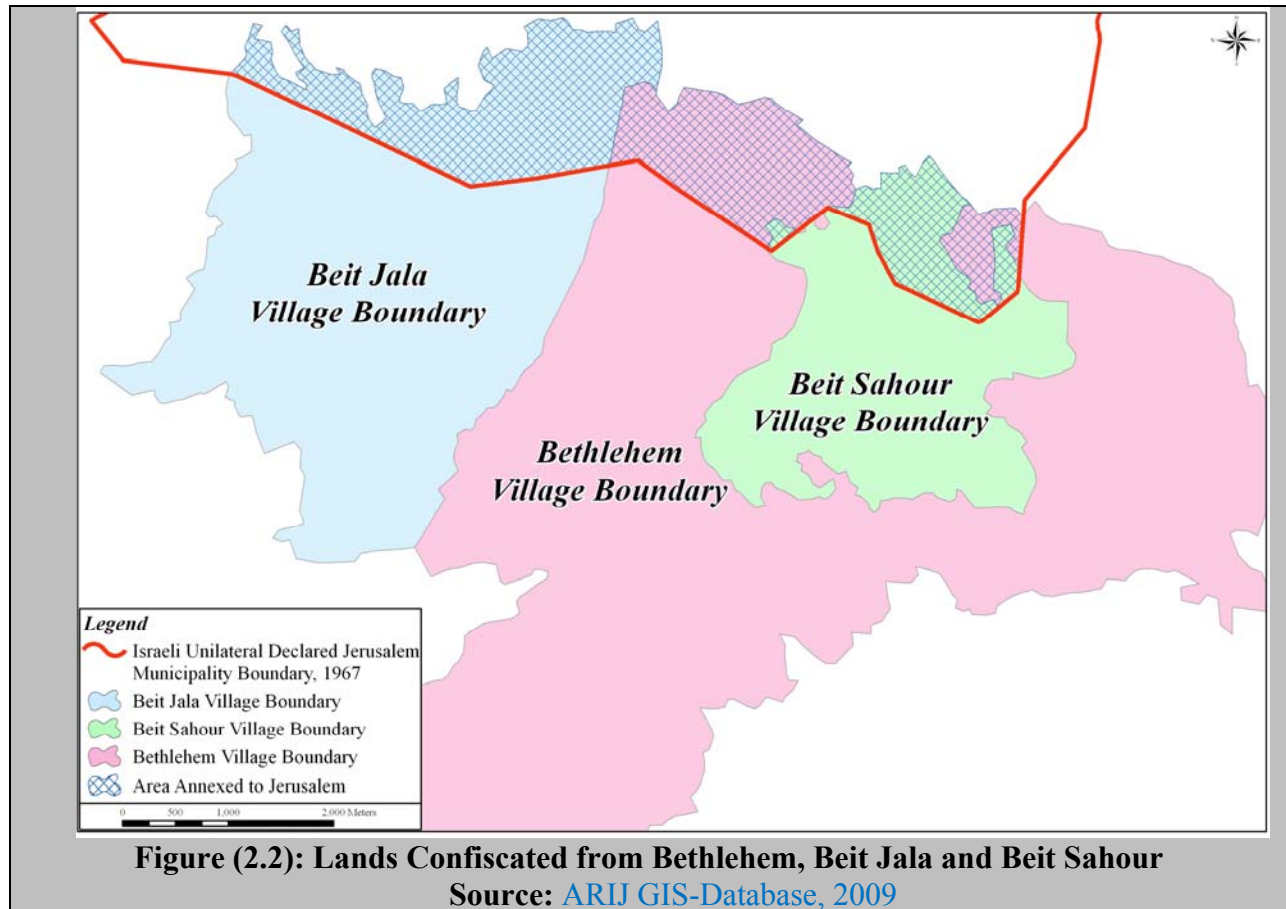 Beit Jala
Village Boundary
Beit Sahour
Village Boundary
Bethlehem
Village Boundary
Legend
Israeli Unilateral Declared Jerusalem
Municipality Boundary, 1967
Beit Jala Village Boundary
Beit Sahour Village Boundary
Bethlehem Village Boundary
Area Annexed to Jerusalem
0 500 1,000 2,000 Meters
Figure (2.2): Lands Confiscated from Bethlehem, Beit Jala and Beit Sahour
Source: ARIJ GIS-Database, 2009